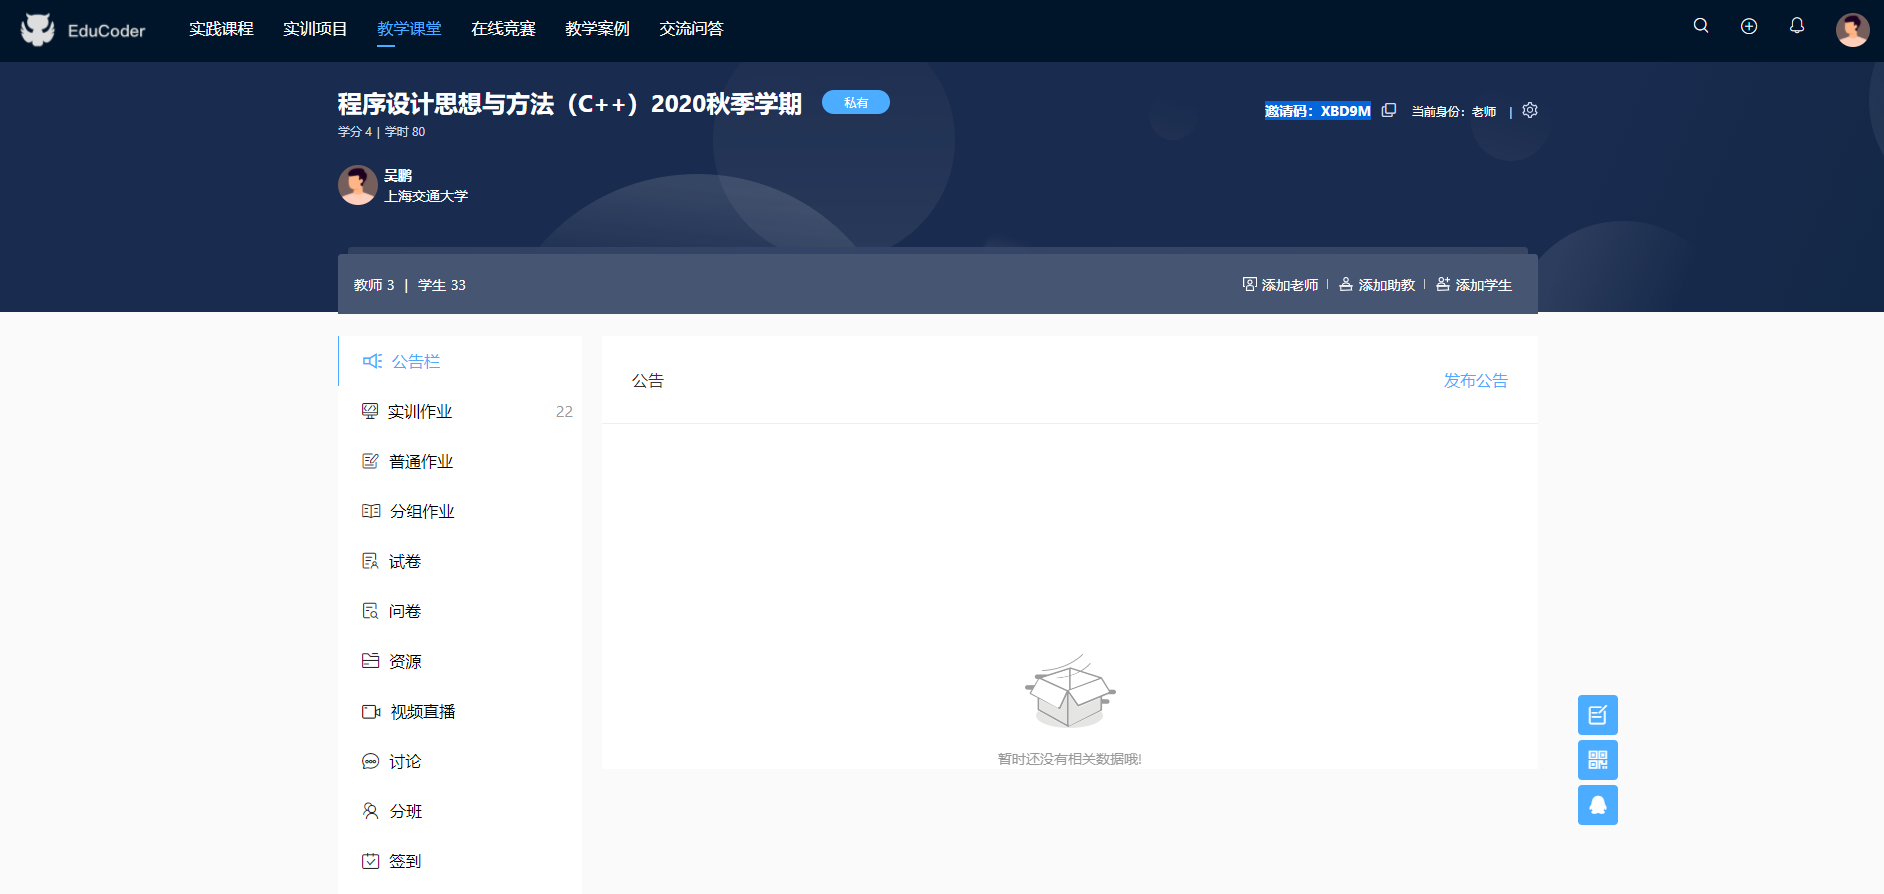 EduCoder 实践课程 实训项目 教学课堂 在线竞赛 教学案例 交流问答
程序设计思想与方法（C++）2020秋季学期 私有
邀请码：XBD9M 当前身份：老师 |
学分 4 | 学时 80
吴鹏
上海交通大学
教师 3 | 学生 33 添加老师 | 添加助教 | 添加学生
公告栏
实训作业 22
普通作业
分组作业
试卷
问卷
资源
视频直播
讨论
分班
签到
公告 发布公告
暂时还没有相关数据哦!